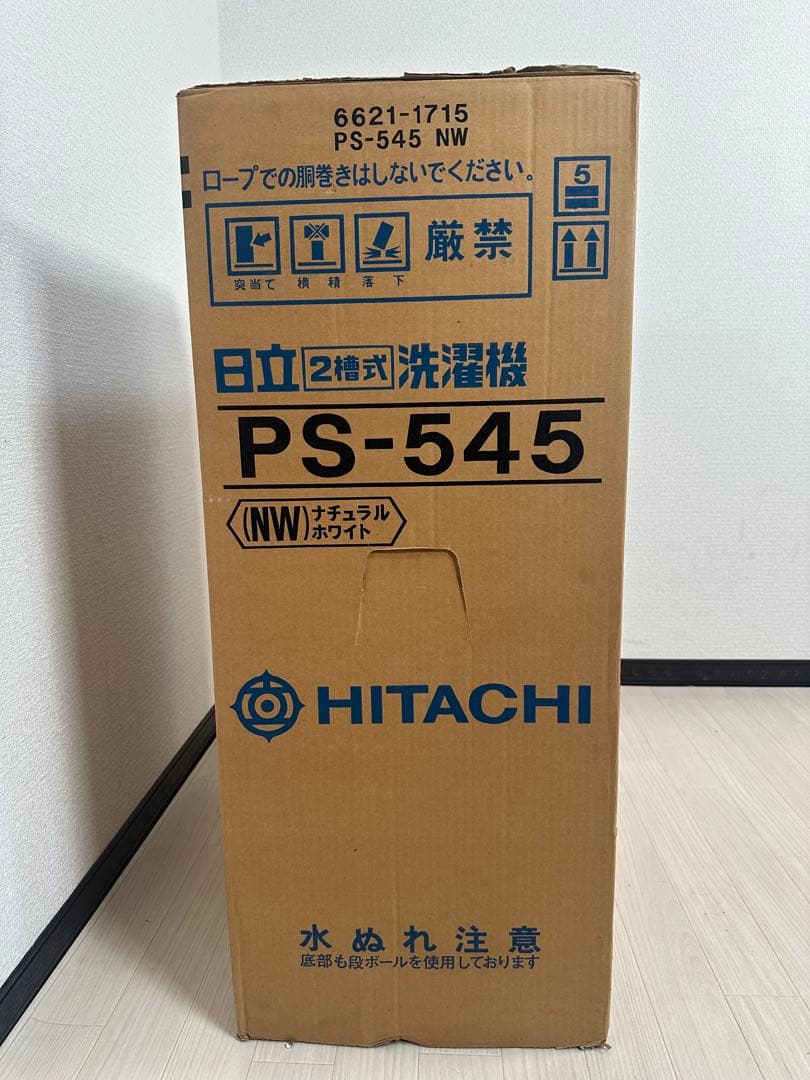 6621-1715
PS-545 NW
ロープでの胴巻きはしないでください。
5
厳禁
突当て 横積 落下
日立 2槽式 洗濯機
PS-545
(NW) ナチュラル
ホワイト
HITACHI
水ぬれ注意
底部も段ボールを使用しております